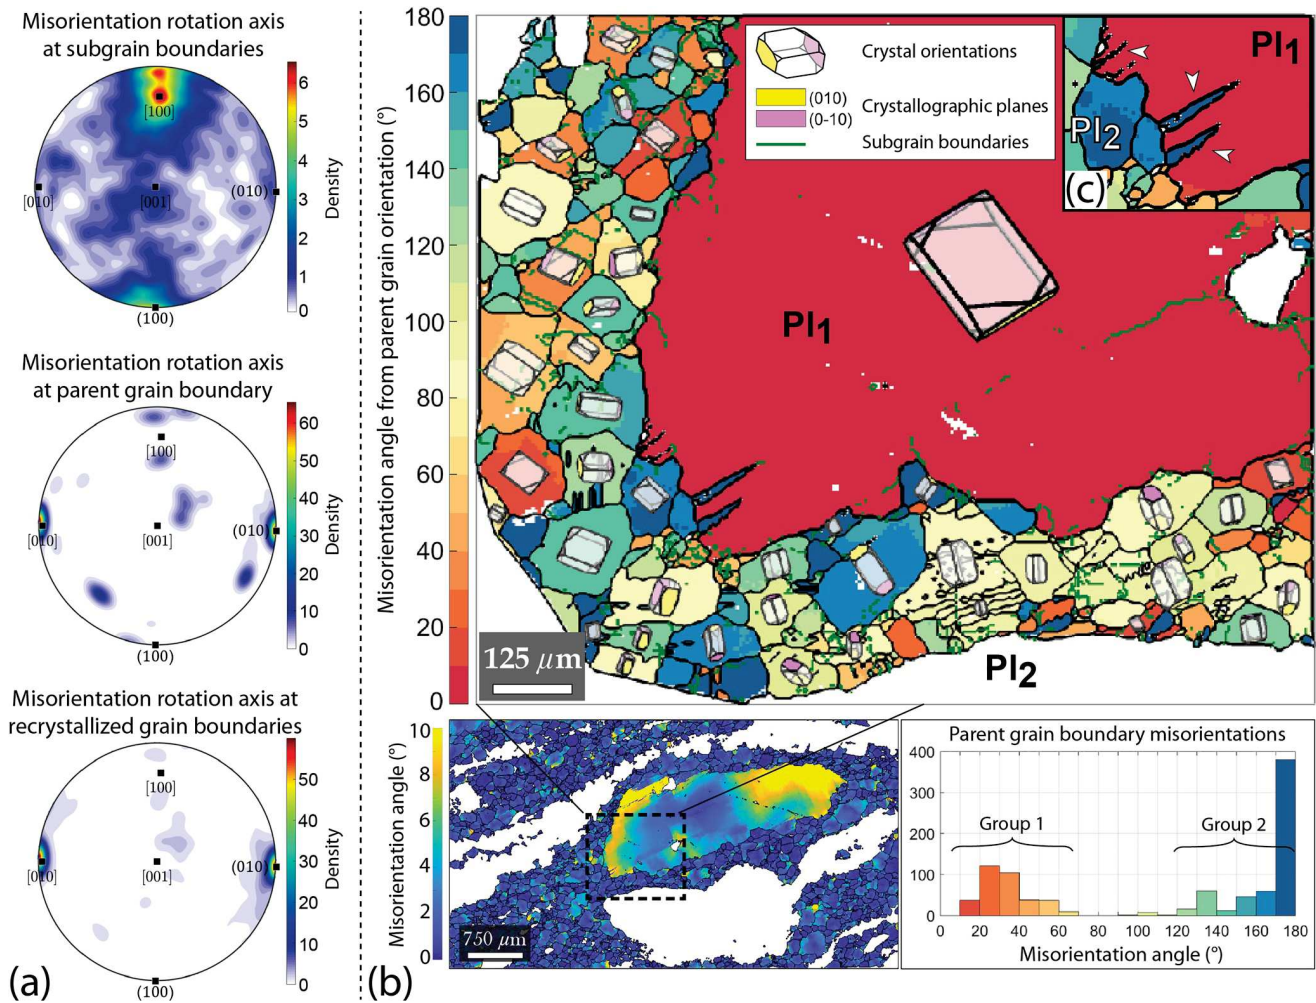 Misorientation rotation axis
at subgrain boundaries
[100]
[010]
[001]
(010)
(100)
6
5
4
3
2
1
0
Density
Misorientation rotation axis
at parent grain boundary
[100]
[010]
[001]
(010)
(100)
60
50
40
30
20
10
0
Density
Misorientation rotation axis at
recrystallized grain boundaries
[100]
[010]
[001]
(010)
(100)
50
40
30
20
10
0
Density
(a)
180
160
140
120
100
80
60
40
20
0
Misorientation angle from parent grain orientation (°)
Crystal orientations
(010)
(0-10)
Crystallographic planes
Subgrain boundaries
Pl1
Pl2
(c)
Pl1
Pl2
125 µm
10
8
6
4
2
0
Misorientation angle (°)
750 µm
(b)
Parent grain boundary misorientations
400
300
200
100
0
Group 1
Group 2
0 20 40 60 80 100 120 140 160 180
Misorientation angle (°)